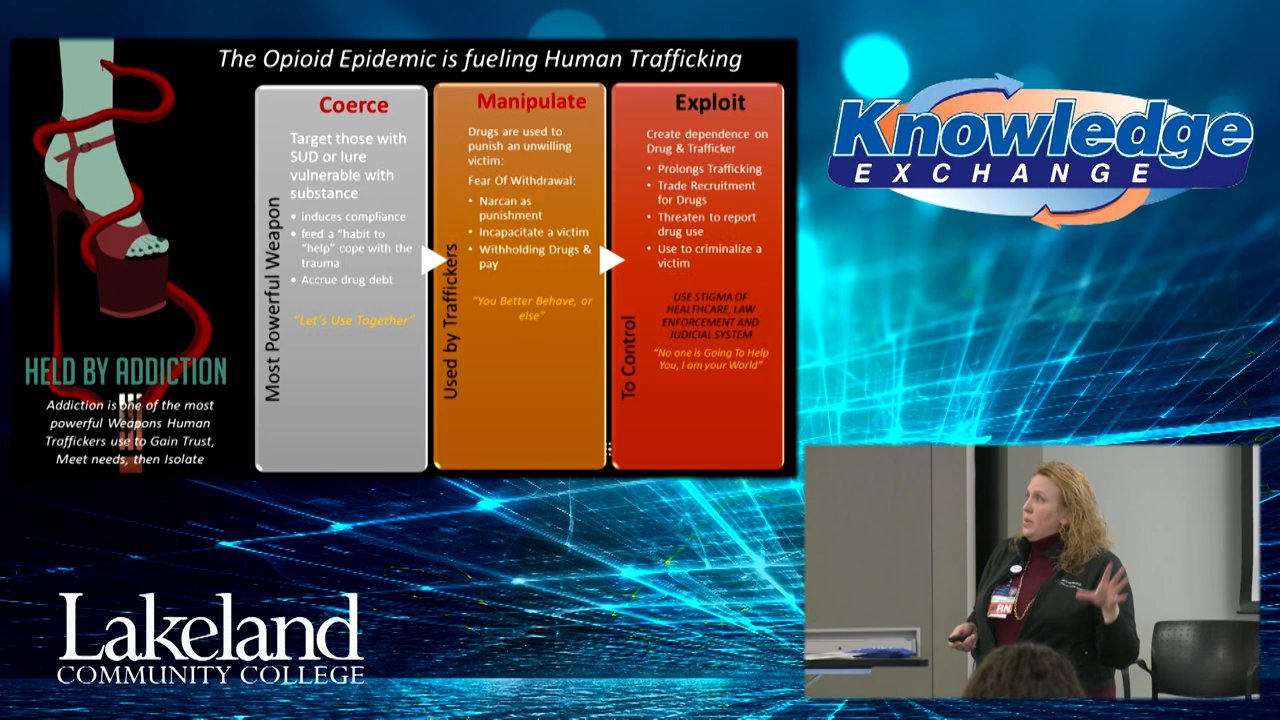 The Opioid Epidemic is fueling Human Trafficking
HELD BY ADDICTION
Addiction is one of the most
powerful Weapons Human
Traffickers use to Gain Trust,
Meet needs, then Isolate
Most Powerful Weapon
Coerce
Target those with
SUD or lure
vulnerable with
substance
• induces compliance
• feed a "habit to
"help" cope with the
trauma
• Accrue drug debt
"Let's Use Together"
Used by Traffickers
Manipulate
Drugs are used to
punish an unwilling
victim:
Fear Of Withdrawal:
• Narcan as
punishment
• Incapacitate a victim
• Withholding Drugs &
pay
"You Better Behave, or
else"
To Control
Exploit
Create dependence on
Drug & Trafficker
• Prolongs Trafficking
• Trade Recruitment
for Drugs
• Threaten to report
drug use
• Use to criminalize a
victim
USE STIGMA OF
HEALTHCARE, LAW
ENFORCEMENT AND
JUDICIAL SYSTEM
"No one is Going To Help
You, I am your World"
Knowledge
EXCHANGE
RN
Lakeland
COMMUNITY COLLEGE